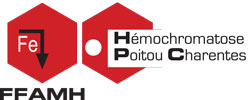 Fe
Hémochromatose
Poitou Charentes
FFAMH H P C